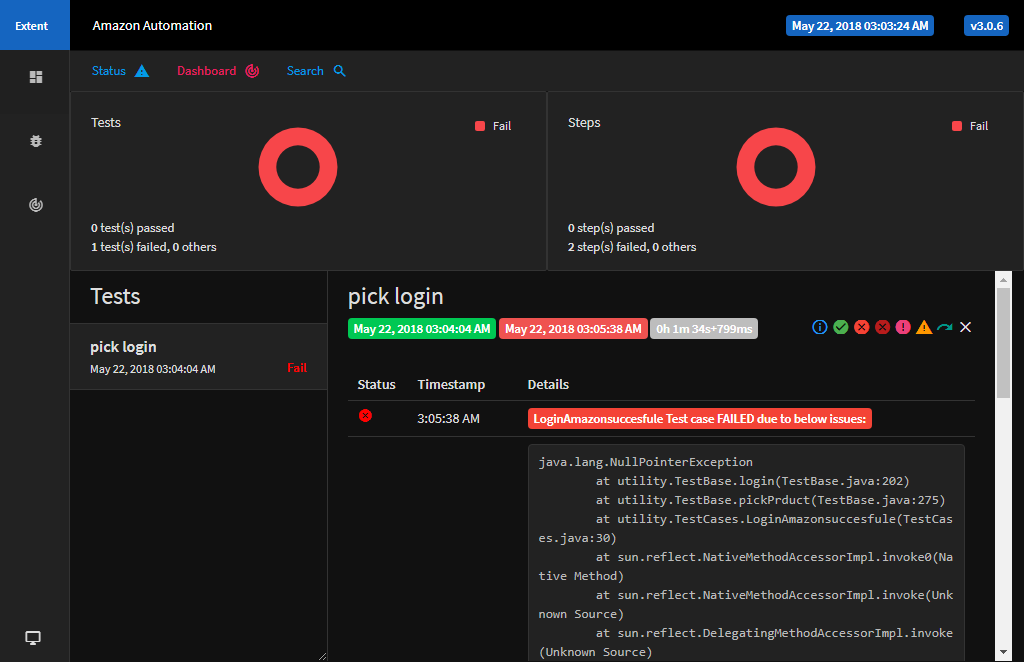 Extent
Amazon Automation
May 22, 2018 03:03:24 AM
v3.0.6
Status
Dashboard
Search
Tests
Fail
0 test(s) passed
1 test(s) failed, 0 others
Steps
Fail
0 step(s) passed
2 step(s) failed, 0 others
Tests
pick login
May 22, 2018 03:04:04 AM
Fail
pick login
May 22, 2018 03:04:04 AM
May 22, 2018 03:05:38 AM
0h 1m 34s+799ms
Status Timestamp Details
3:05:38 AM
LoginAmazonsuccesfule Test case FAILED due to below issues:
java.lang.NullPointerException
at utility.TestBase.login(TestBase.java:202)
at utility.TestBase.pickPrduct(TestBase.java:275)
at utility.TestCases.LoginAmazonsuccesfule(TestCas
es.java:30)
at sun.reflect.NativeMethodAccessorImpl.invoke0(Na
tive Method)
at sun.reflect.NativeMethodAccessorImpl.invoke(Unk
nown Source)
at sun.reflect.DelegatingMethodAccessorImpl.invoke
(Unknown Source)